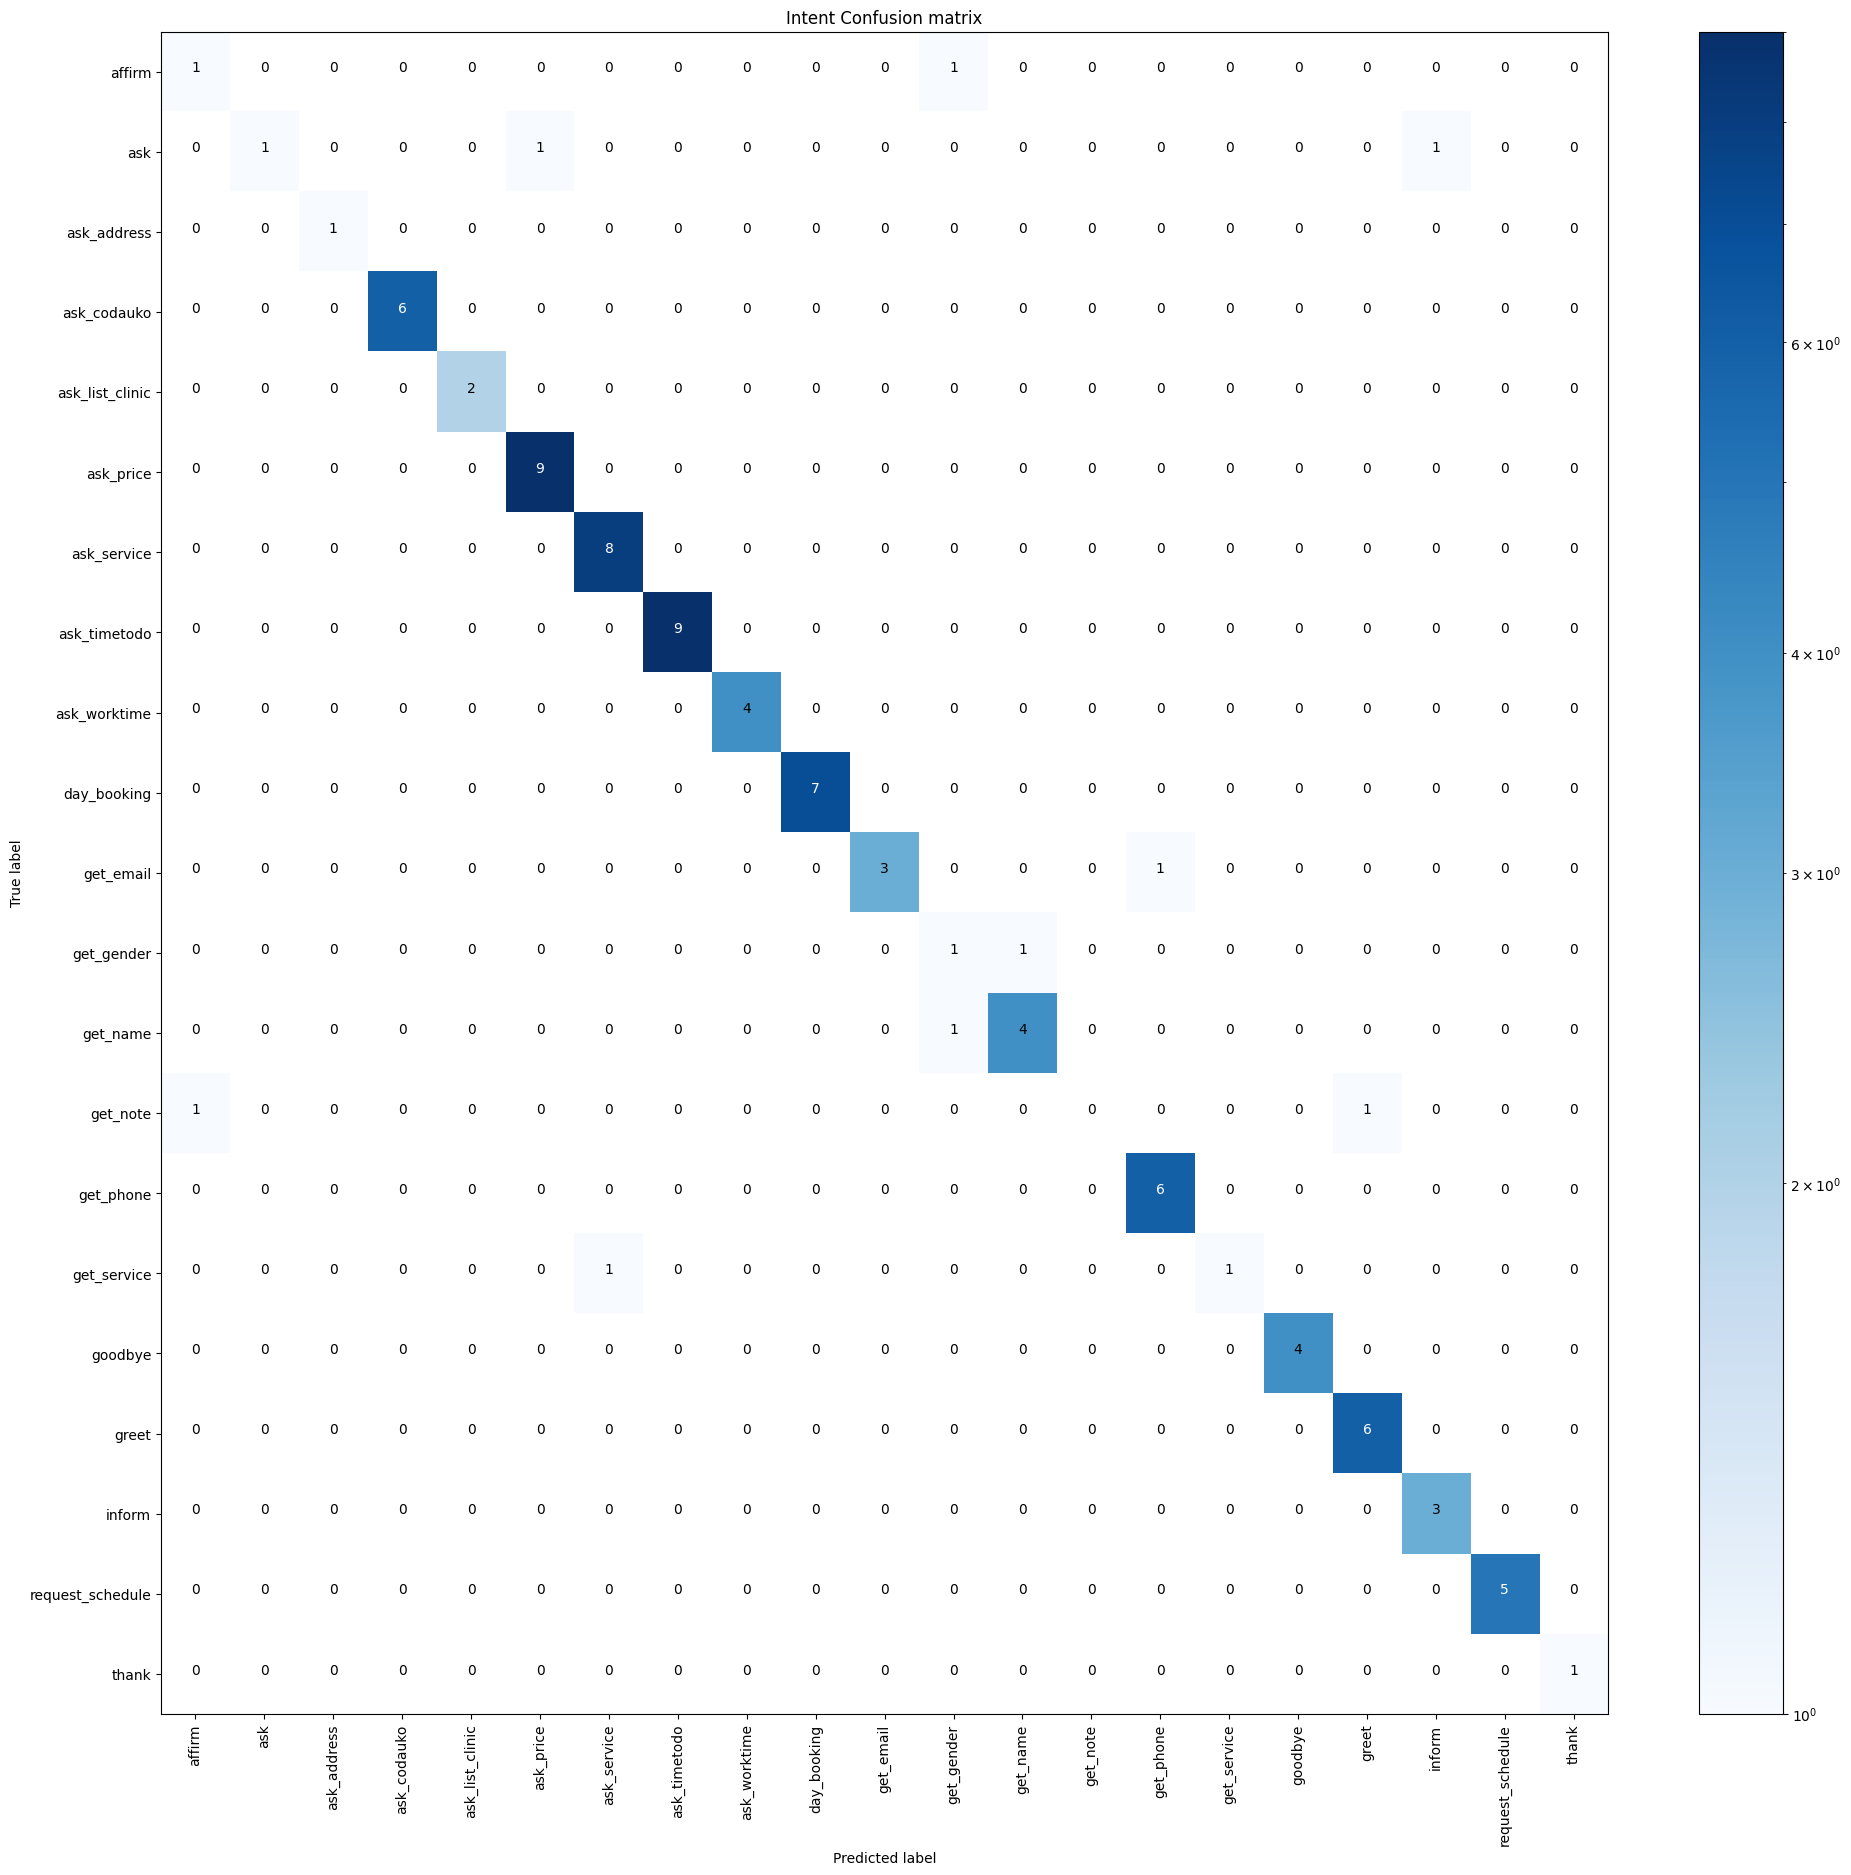 Intent Confusion matrix
affirm 1 0 0 0 0 0 0 0 0 0 0 1 0 0 0 0 0 0 0 0 0
ask 0 1 0 0 0 1 0 0 0 0 0 0 0 0 0 0 0 0 1 0 0
ask_address 0 0 1 0 0 0 0 0 0 0 0 0 0 0 0 0 0 0 0 0 0
ask_codauko 0 0 0 6 0 0 0 0 0 0 0 0 0 0 0 0 0 0 0 0 0
ask_list_clinic 0 0 0 0 2 0 0 0 0 0 0 0 0 0 0 0 0 0 0 0 0
ask_price 0 0 0 0 0 9 0 0 0 0 0 0 0 0 0 0 0 0 0 0 0
ask_service 0 0 0 0 0 0 8 0 0 0 0 0 0 0 0 0 0 0 0 0 0
ask_timetodo 0 0 0 0 0 0 0 9 0 0 0 0 0 0 0 0 0 0 0 0 0
ask_worktime 0 0 0 0 0 0 0 0 4 0 0 0 0 0 0 0 0 0 0 0 0
day_booking 0 0 0 0 0 0 0 0 0 7 0 0 0 0 0 0 0 0 0 0 0
get_email 0 0 0 0 0 0 0 0 0 0 3 0 0 0 1 0 0 0 0 0 0
get_gender 0 0 0 0 0 0 0 0 0 0 0 1 1 0 0 0 0 0 0 0 0
get_name 0 0 0 0 0 0 0 0 0 0 0 1 4 0 0 0 0 0 0 0 0
get_note 1 0 0 0 0 0 0 0 0 0 0 0 0 0 0 0 0 1 0 0 0
get_phone 0 0 0 0 0 0 0 0 0 0 0 0 0 0 6 0 0 0 0 0 0
get_service 0 0 0 0 0 0 1 0 0 0 0 0 0 0 0 1 0 0 0 0 0
goodbye 0 0 0 0 0 0 0 0 0 0 0 0 0 0 0 0 4 0 0 0 0
greet 0 0 0 0 0 0 0 0 0 0 0 0 0 0 0 0 0 6 0 0 0
inform 0 0 0 0 0 0 0 0 0 0 0 0 0 0 0 0 0 0 3 0 0
request_schedule 0 0 0 0 0 0 0 0 0 0 0 0 0 0 0 0 0 0 0 5 0
thank 0 0 0 0 0 0 0 0 0 0 0 0 0 0 0 0 0 0 0 0 1
True label
affirm
ask
ask_address
ask_codauko
ask_list_clinic
ask_price
ask_service
ask_timetodo
ask_worktime
day_booking
get_email
get_gender
get_name
get_note
get_phone
get_service
goodbye
greet
inform
request_schedule
thank
Predicted label
6 × 10⁰
4 × 10⁰
3 × 10⁰
2 × 10⁰
10⁰